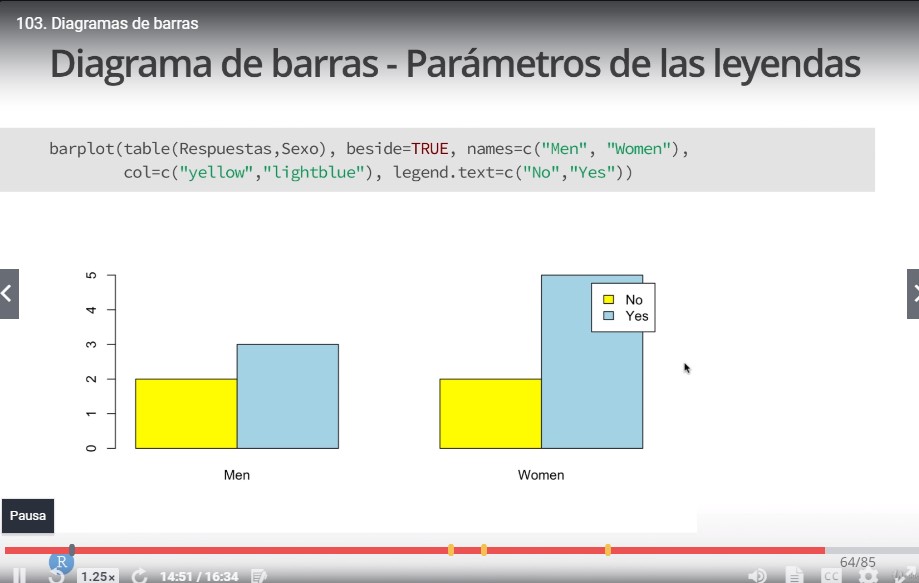 103. Diagramas de barras
Diagrama de barras - Parámetros de las leyendas
barplot(table(Respuestas,Sexo), beside=TRUE, names=c("Men", "Women"),
col=c("yellow","lightblue"), legend.text=c("No","Yes"))
5
4
3
2
1
0
No
Yes
Men
Women
Pausa
R
64/85
5
1.25x
14:51 / 16:34
CC